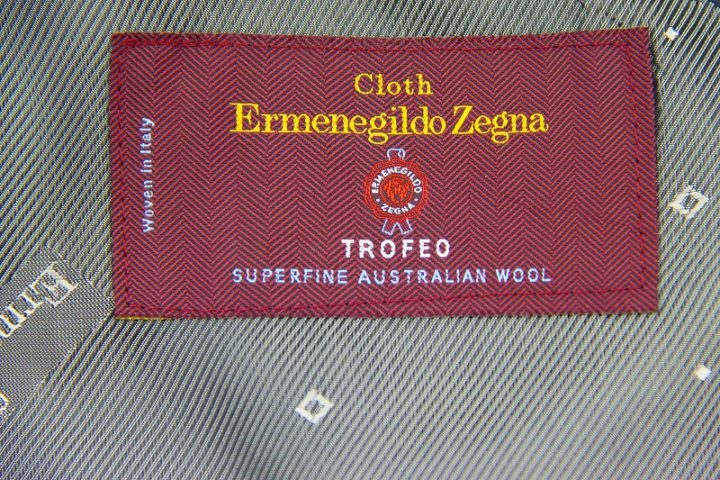 Cloth
Ermenegildo Zegna
Woven in Italy
ERMENEGILDO
ZEGNA
TROFEO
SUPERFINE AUSTRALIAN WOOL